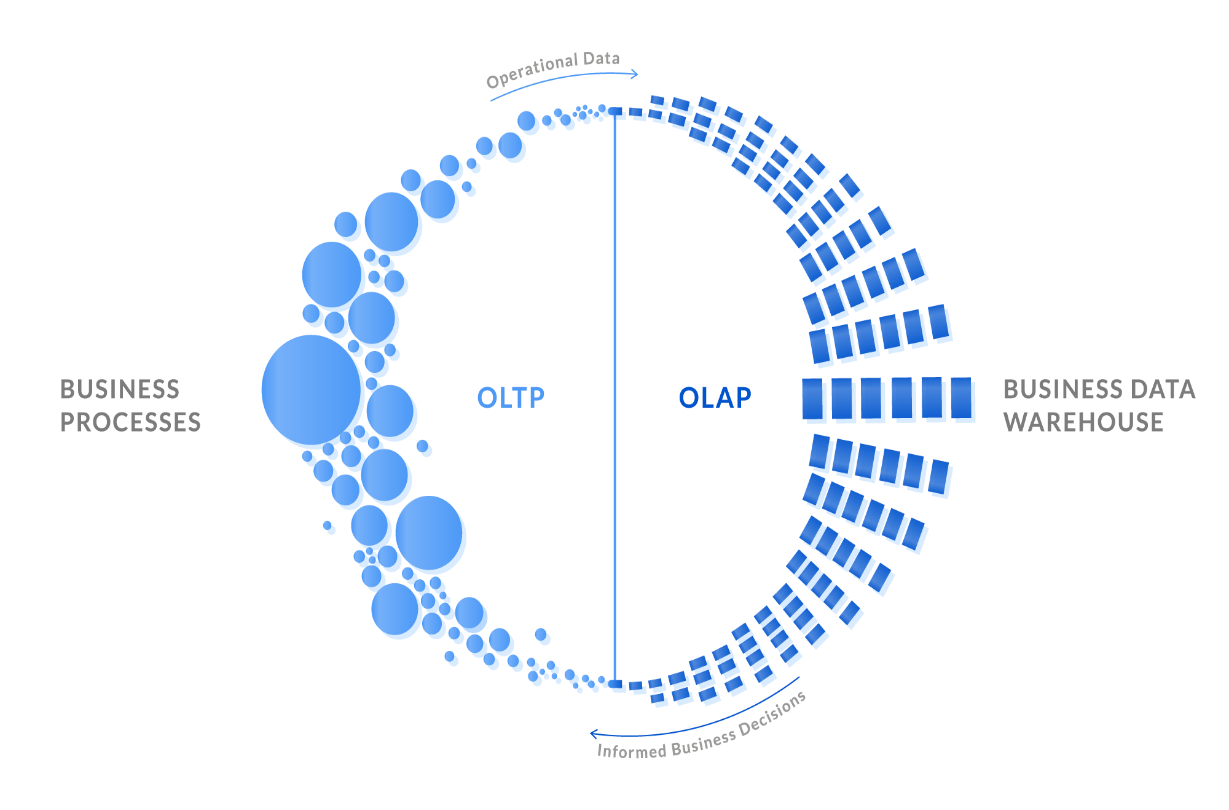 Operational Data
BUSINESS
PROCESSES
OLTP
OLAP
BUSINESS DATA
WAREHOUSE
Informed Business Decisions